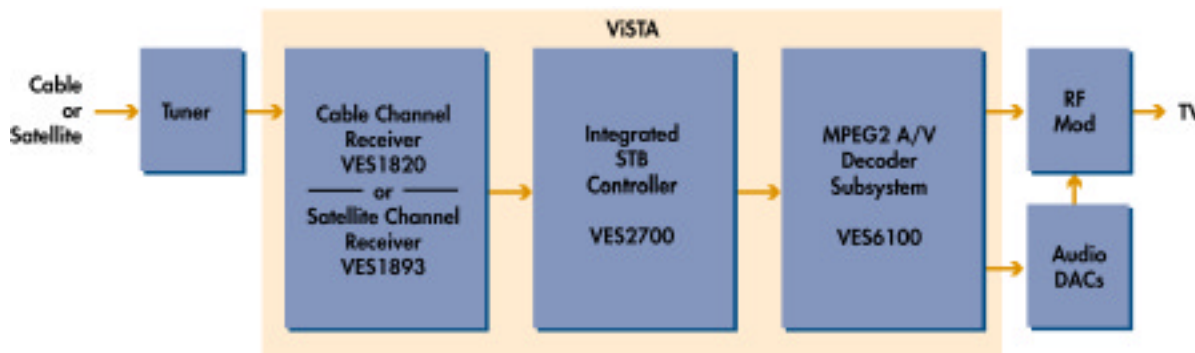 ViSTA
Cable
or
Satellite
Tuner
Cable Channel
Receiver
VES1820
or
Satellite Channel
Receiver
VES1893
Integrated
STB
Controller
VES2700
MPEG2 A/V
Decoder
Subsystem
VES6100
RF
Mod
TV
Audio
DACs